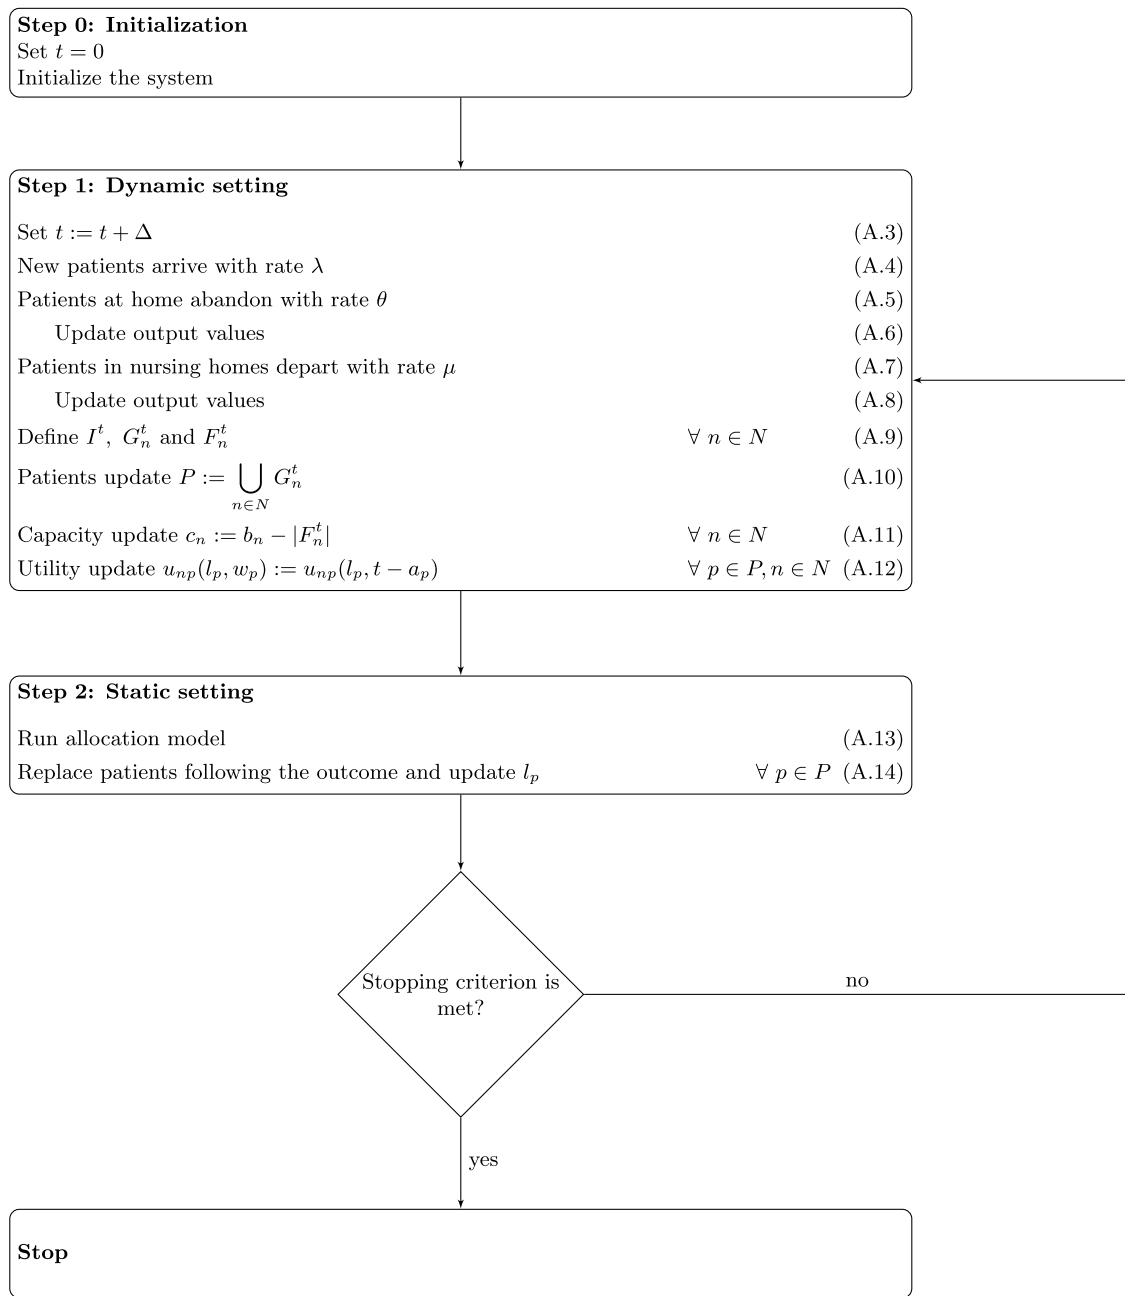 Step 0: Initialization
Set t = 0
Initialize the system
Step 1: Dynamic setting
Set t := t + Δ (A.3)
New patients arrive with rate λ (A.4)
Patients at home abandon with rate θ (A.5)
Update output values (A.6)
Patients in nursing homes depart with rate μ (A.7)
Update output values (A.8)
Define I^t, G_n^t and F_n^t ∀ n ∈ N (A.9)
Patients update P := ⋃_{n∈N} G_n^t (A.10)
Capacity update c_n := b_n − |F_n^t| ∀ n ∈ N (A.11)
Utility update u_{np}(l_p, w_p) := u_{np}(l_p, t − a_p) ∀ p ∈ P, n ∈ N (A.12)
Step 2: Static setting
Run allocation model (A.13)
Replace patients following the outcome and update l_p ∀ p ∈ P (A.14)
Stopping criterion is
met?
no
yes
Stop